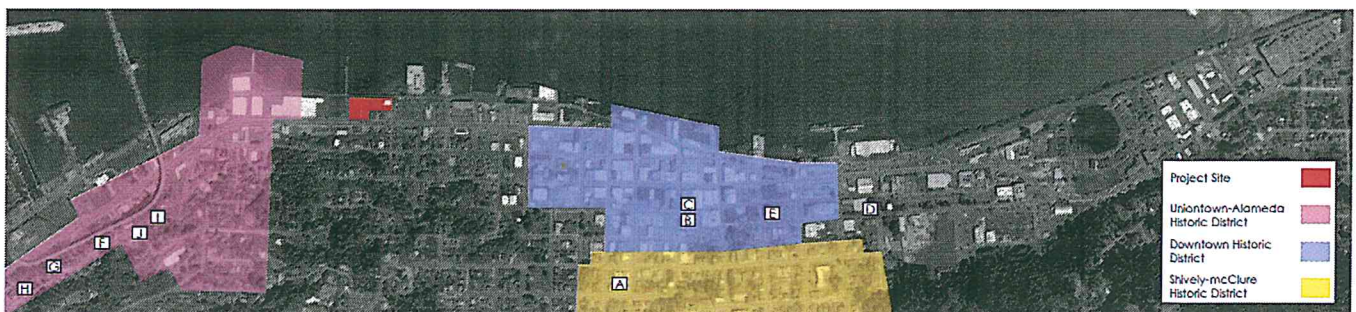 Project Site
Uniontown-Alameda
Historic District
Downtown Historic
District
Shively-mcClure
Historic District
C
B
E
D
I
J
F
G
H
A